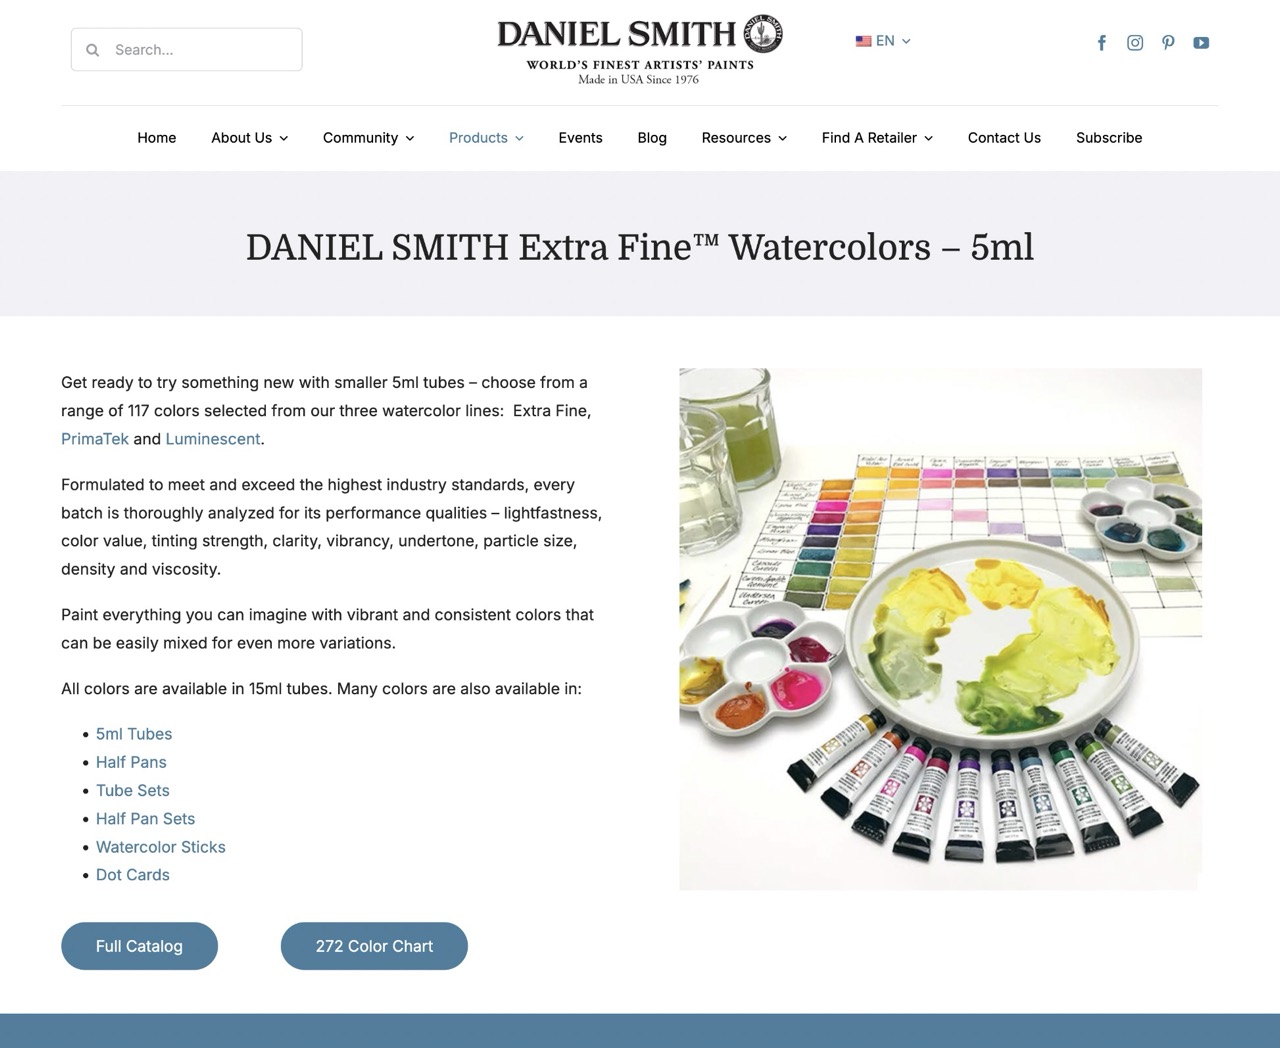 Search...
DANIEL SMITH
WORLD'S FINEST ARTISTS' PAINTS
Made in USA Since 1976
EN
Home About Us Community Products Events Blog Resources Find A Retailer Contact Us Subscribe
DANIEL SMITH Extra Fine™ Watercolors – 5ml
Get ready to try something new with smaller 5ml tubes – choose from a
range of 117 colors selected from our three watercolor lines:  Extra Fine,
PrimaTek and Luminescent.
Formulated to meet and exceed the highest industry standards, every
batch is thoroughly analyzed for its performance qualities – lightfastness,
color value, tinting strength, clarity, vibrancy, undertone, particle size,
density and viscosity.
Paint everything you can imagine with vibrant and consistent colors that
can be easily mixed for even more variations.
All colors are available in 15ml tubes. Many colors are also available in:
5ml Tubes
Half Pans
Tube Sets
Half Pan Sets
Watercolor Sticks
Dot Cards
Full Catalog
272 Color Chart